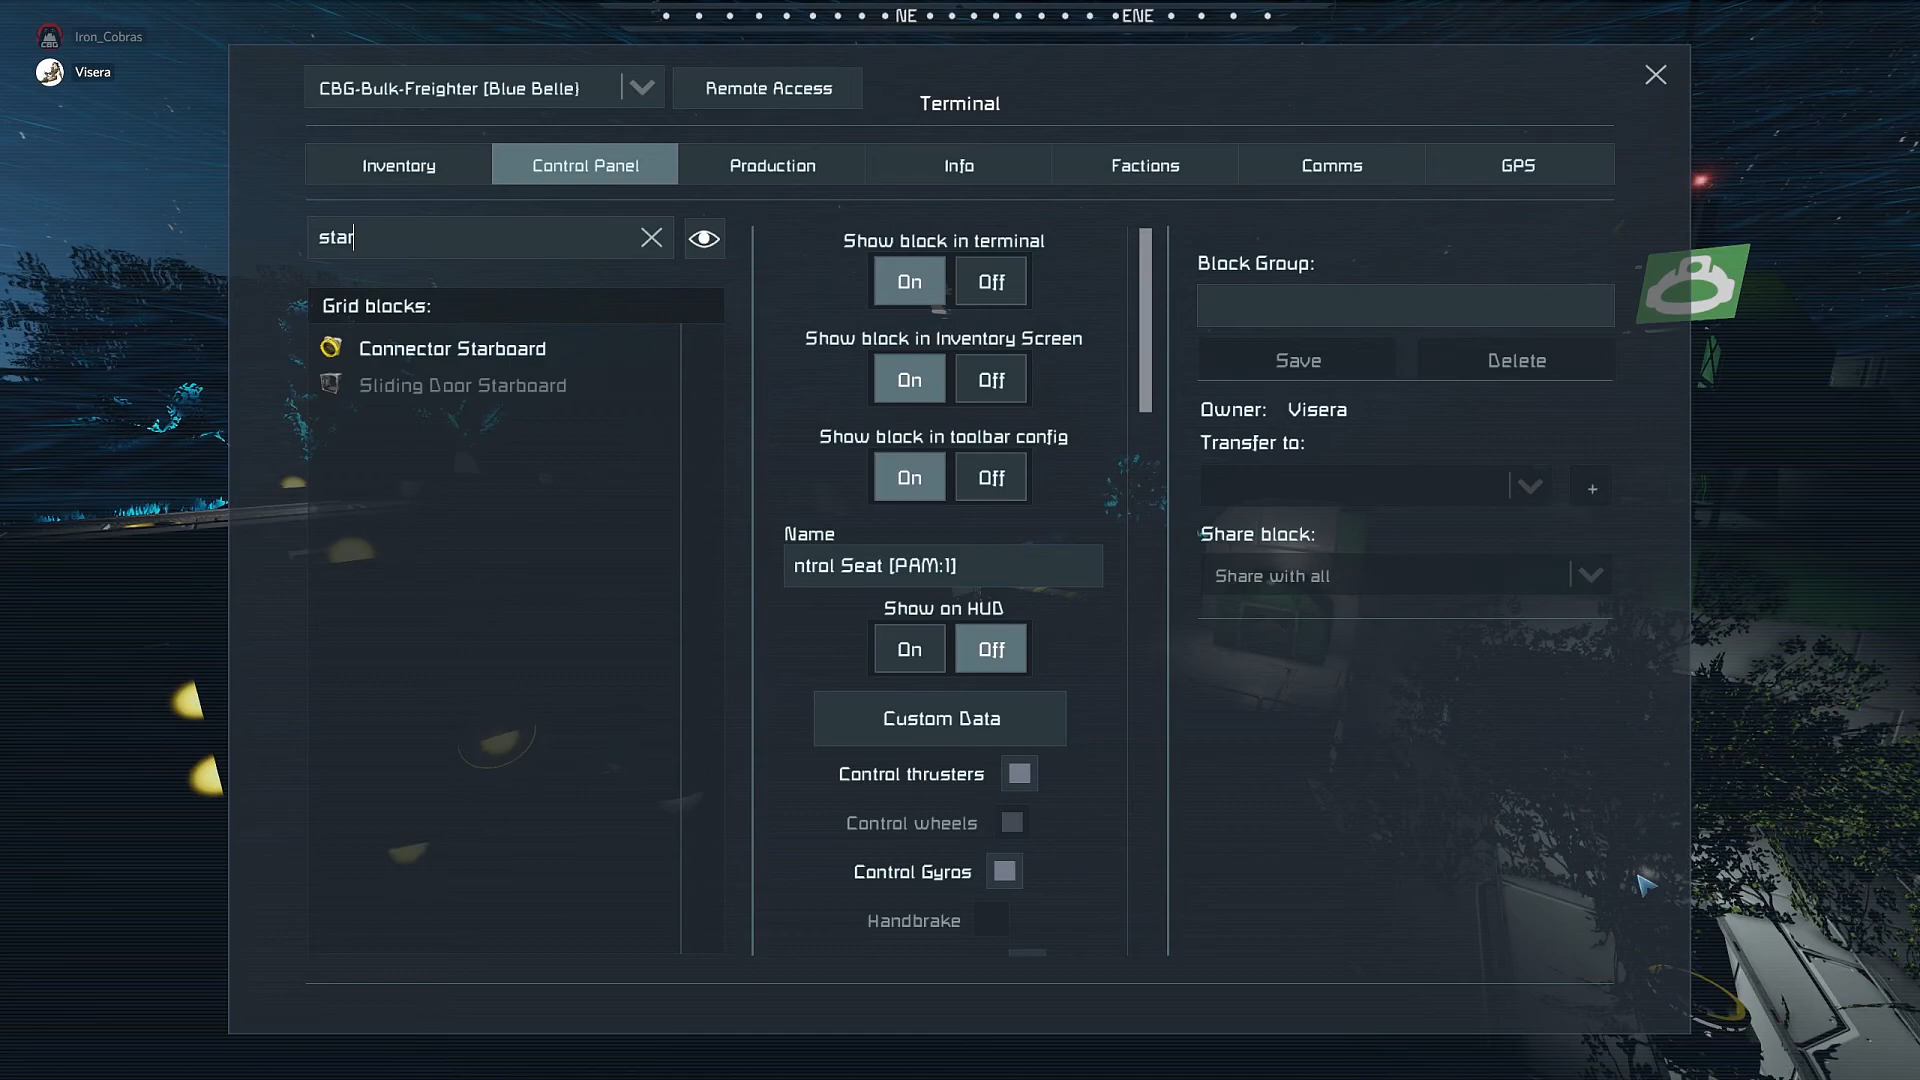 NE
ENE
Iron_Cobras
Visera
CBG-Bulk-Freighter [Blue Belle}
Remote Access
Terminal
Inventory
Control Panel
Production
Info
Factions
Comms
GPS
star
Grid blocks:
Connector Starboard
Sliding Door Starboard
Show block in terminal
On
Off
Show block in Inventory Screen
On
Off
Show block in toolbar config
On
Off
Name
ntrol Seat [PAM:1]
Show on HUD
On
Off
Custom Data
Control thrusters
Control wheels
Control Gyros
Handbrake
Block Group:
Save
Delete
Owner: Visera
Transfer to:
+
Share block:
Share with all